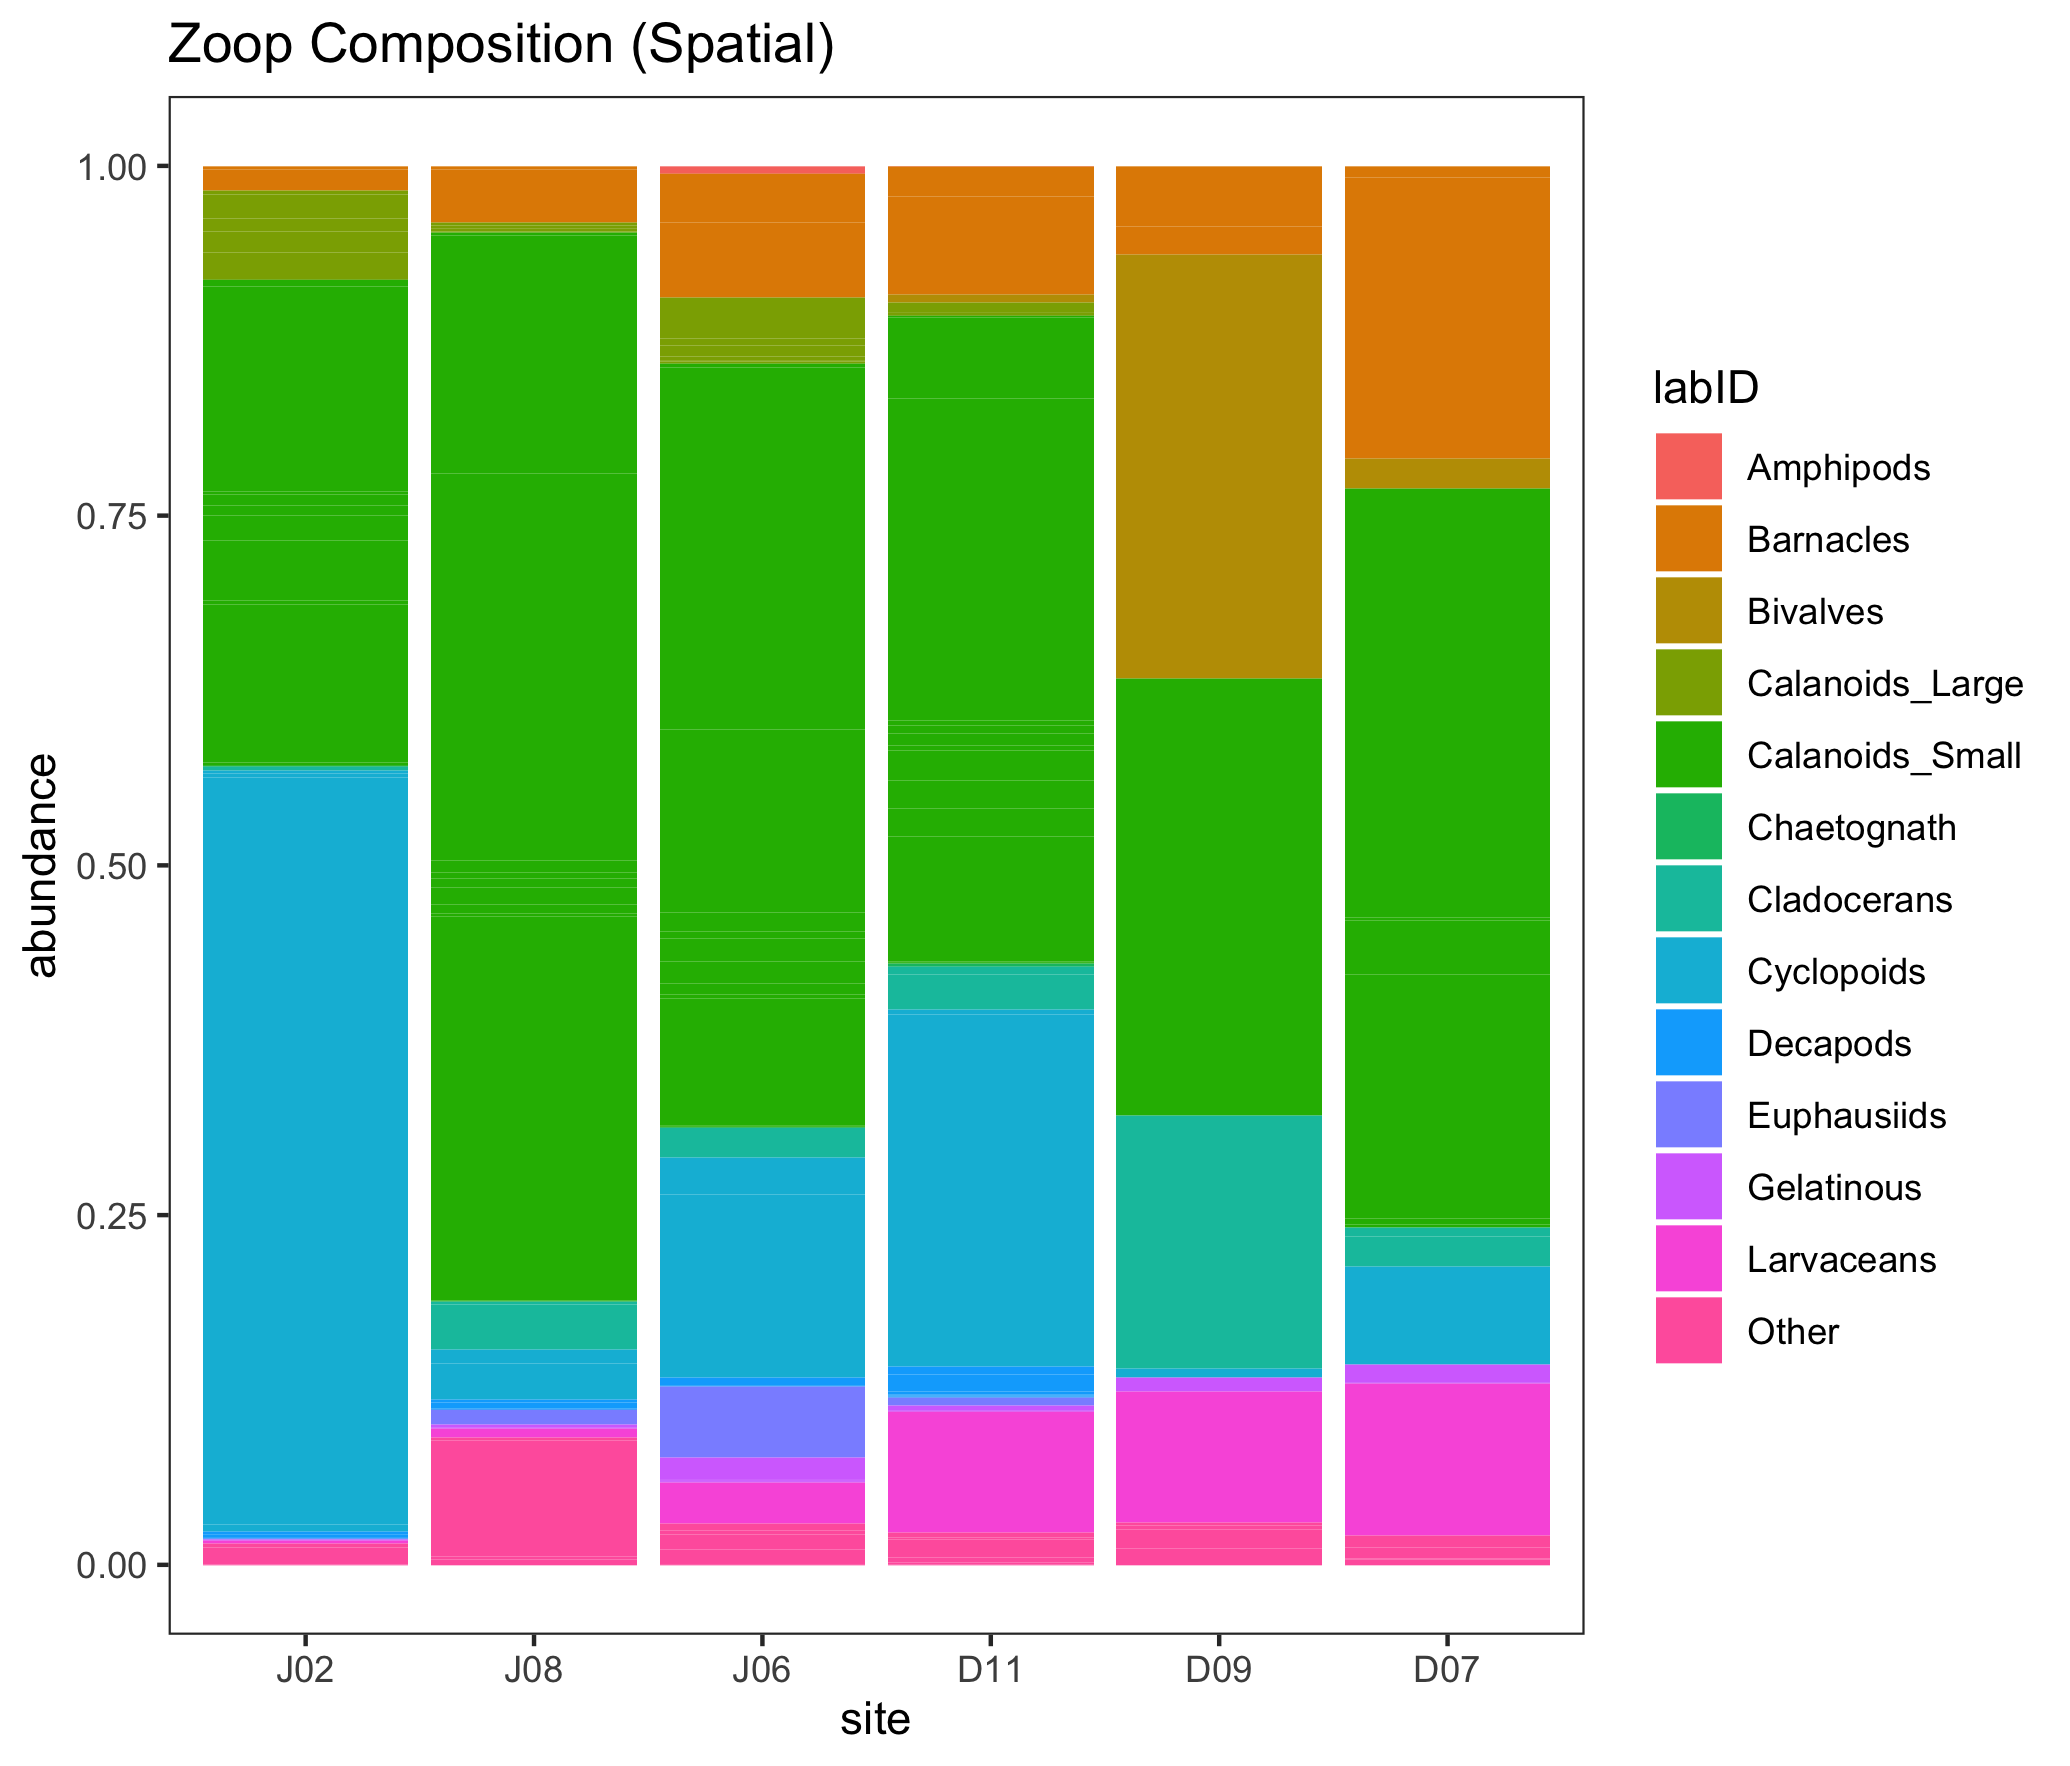 Zoop Composition (Spatial)
1.00
0.75
0.50
0.25
0.00
abundance
J02 J08 J06 D11 D09 D07
site
labID
Amphipods
Barnacles
Bivalves
Calanoids_Large
Calanoids_Small
Chaetognath
Cladocerans
Cyclopoids
Decapods
Euphausiids
Gelatinous
Larvaceans
Other